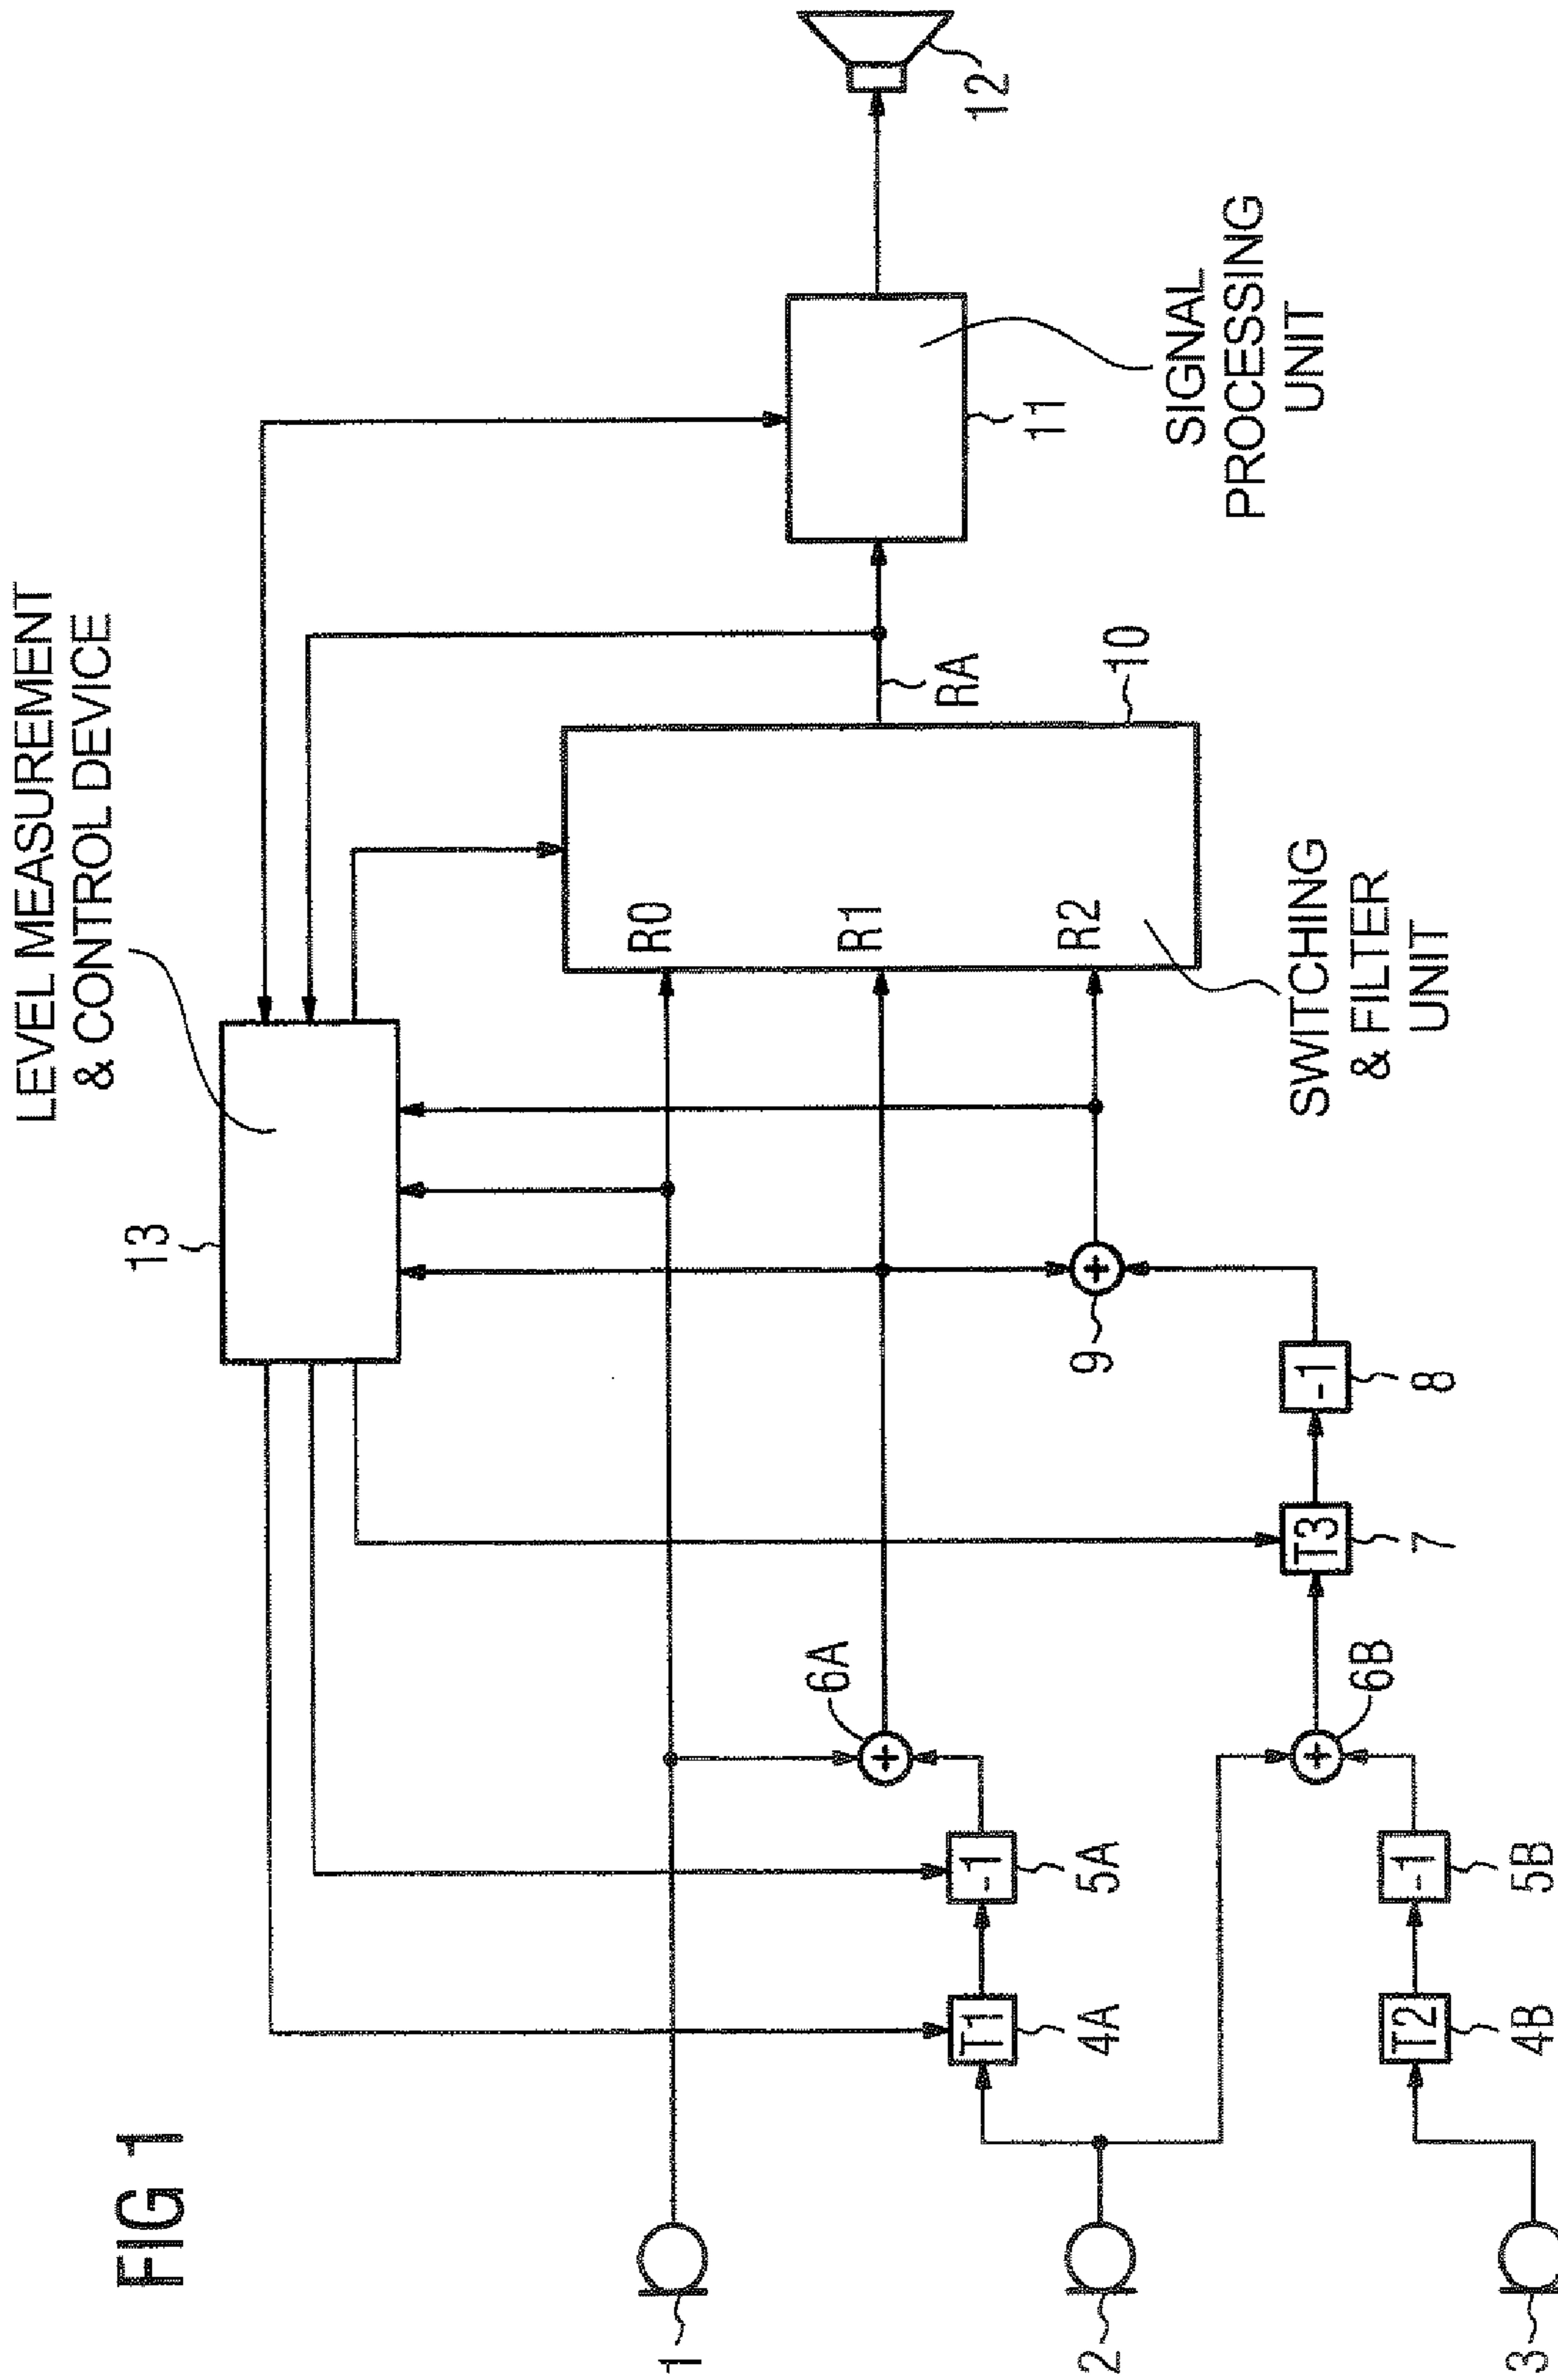 FIG 1
LEVEL MEASUREMENT
& CONTROL DEVICE
13
1
2
3
T1
4A
-1
5A
6A
T2
4B
-1
5B
6B
T3
7
-1
8
9
R0
R1
R2
10
SWITCHING
& FILTER
UNIT
RA
11
SIGNAL
PROCESSING
UNIT
12